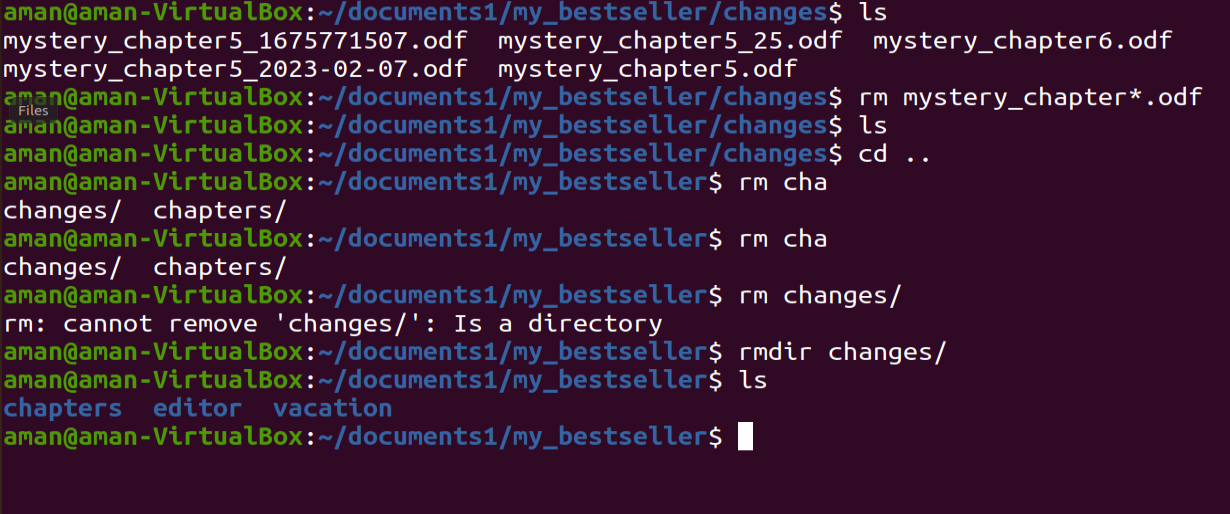 aman@aman-VirtualBox:~/documents1/my_bestseller/changes$ ls
mystery_chapter5_1675771507.odf  mystery_chapter5_25.odf  mystery_chapter6.odf
mystery_chapter5_2023-02-07.odf  mystery_chapter5.odf
aman@aman-VirtualBox:~/documents1/my_bestseller/changes$ rm mystery_chapter*.odf
Files
aman@aman-VirtualBox:~/documents1/my_bestseller/changes$ ls
aman@aman-VirtualBox:~/documents1/my_bestseller/changes$ cd ..
aman@aman-VirtualBox:~/documents1/my_bestseller$ rm cha
changes/  chapters/
aman@aman-VirtualBox:~/documents1/my_bestseller$ rm cha
changes/  chapters/
aman@aman-VirtualBox:~/documents1/my_bestseller$ rm changes/
rm: cannot remove 'changes/': Is a directory
aman@aman-VirtualBox:~/documents1/my_bestseller$ rmdir changes/
aman@aman-VirtualBox:~/documents1/my_bestseller$ ls
chapters  editor  vacation
aman@aman-VirtualBox:~/documents1/my_bestseller$